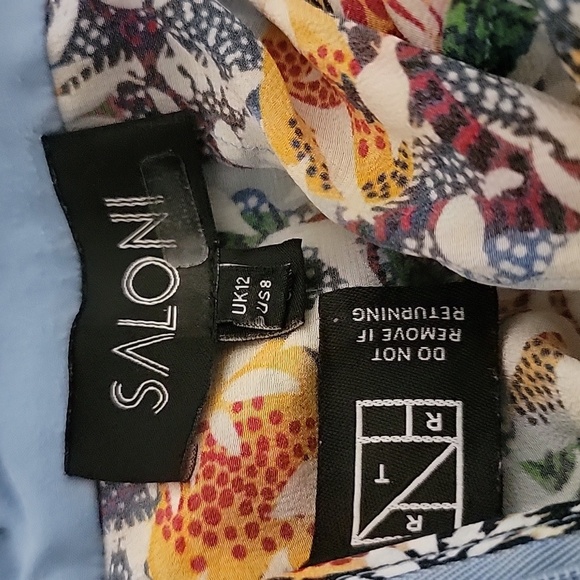 SALONI
UK12
US8
DO NOT
REMOVE IF
RETURNING
R
T
R